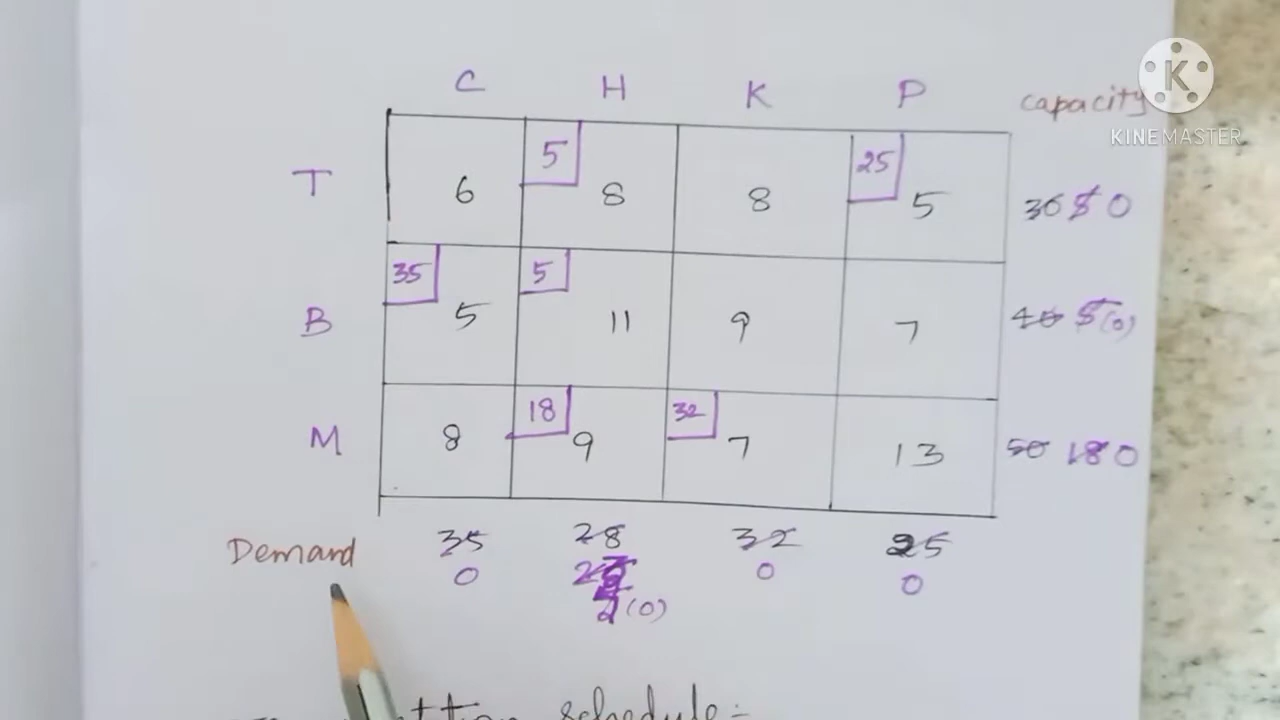 C H K P capacity
K
KINEMASTER
5 25
T 6 8 8 5 30 5 0
35 5
B 5 11 9 7 40 5 (0)
18 32
M 8 9 7 13 50 18 0
Demand 35 28 32 25
0 0 0
(0)
schedule:-